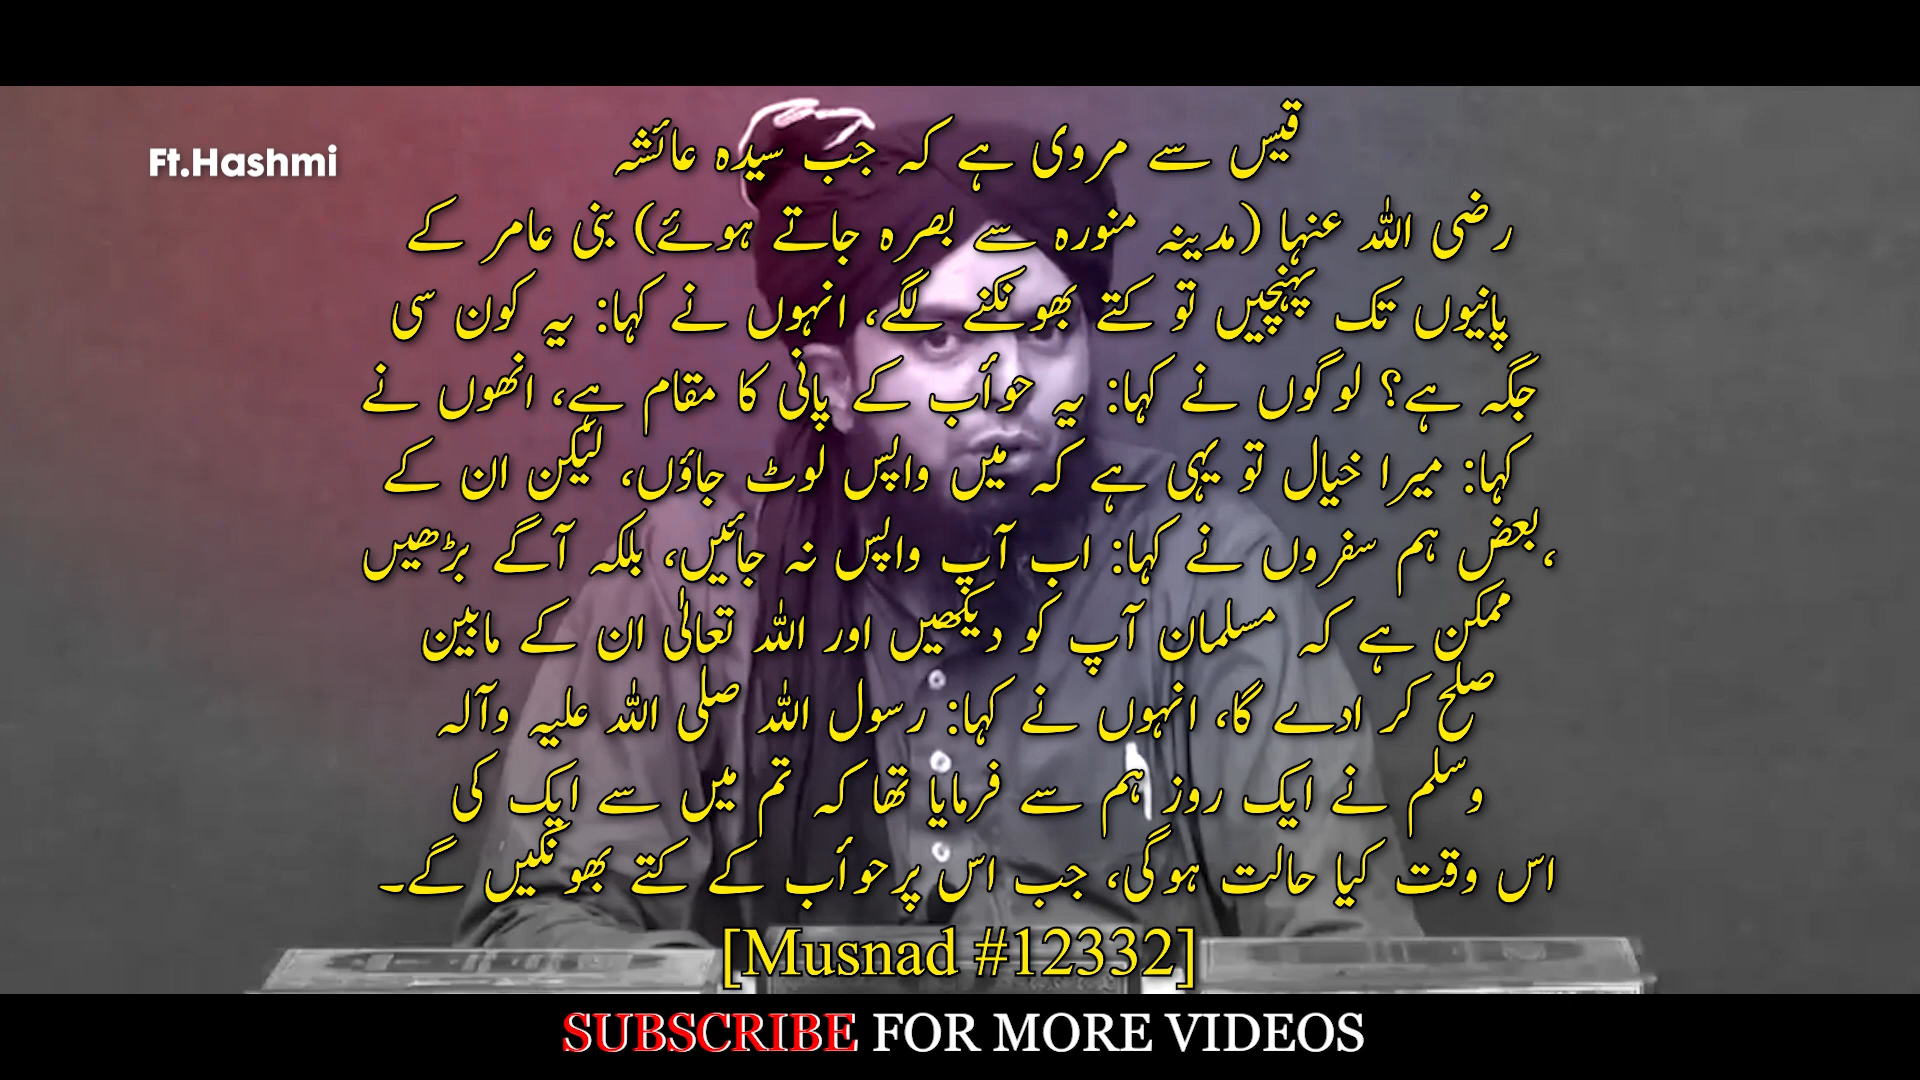 Ft.Hashmi
قیس سے مروی ہے کہ جب سیدہ عائشہ
رضی اللہ عنہا (مدینہ منورہ سے بصرہ جاتے ہوئے) بنی عامر کے
پانیوں تک پہنچیں تو کتے بھونکنے لگے، انہوں نے کہا: یہ کون سی
جگہ ہے؟ لوگوں نے کہا: یہ حوأب کے پانی کا مقام ہے، انھوں نے
کہا: میرا خیال تو یہی ہے کہ میں واپس لوٹ جاؤں، لیکن ان کے
بعض ہم سفروں نے کہا: اب آپ واپس نہ جائیں، بلکہ آگے بڑھیں،
ممکن ہے کہ مسلمان آپ کو دیکھیں اور اللہ تعالٰی ان کے مابین
صلح کر ادے گا، انہوں نے کہا: رسول اللہ صلی اللہ علیہ وآلہ
وسلم نے ایک روز ہم سے فرمایا تھا کہ تم میں سے ایک کی
اس وقت کیا حالت ہوگی، جب اس پرحوأب کے کتے بھونکیں گے۔
[Musnad #12332]
SUBSCRIBE FOR MORE VIDEOS